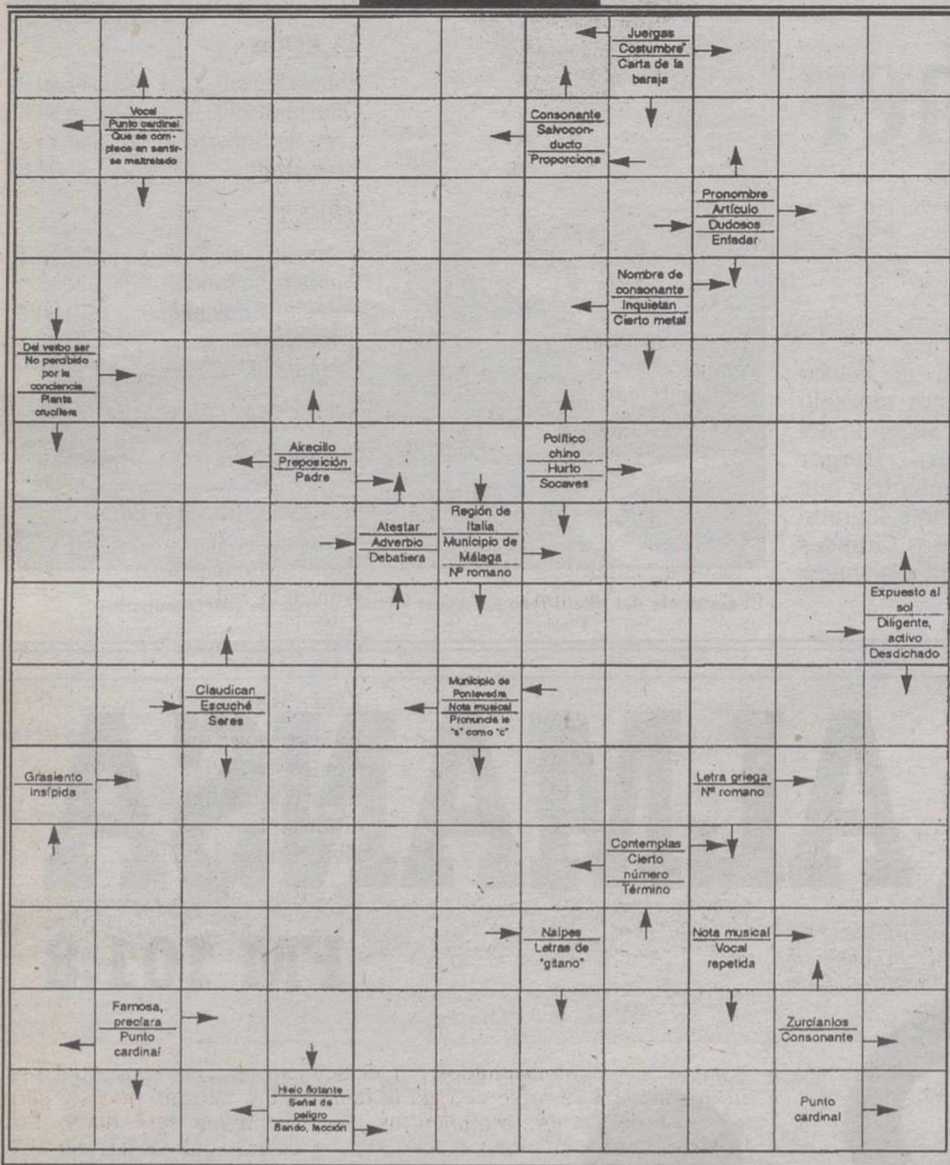 Juergas
Costumbre"
Carta de la
baraja
Vocal
Punto cardinal
Que se com-
place en sentir-
se maltratado
Consonante
Salvocon-
ducto
Proporciona
Pronombre
Artículo
Dudosos
Enfadar
Nombre de
consonante
Inquietan
Cierto metal
Del verbo ser
No percibido
por la
conciencia
Planta
crucífera
Airecillo
Preposición
Padre
Político
chino
Hurto
Socaves
Atestar
Adverbio
Debatiera
Región de
Italia
Municipio de
Málaga
Nº romano
Expuesto al
sol
Diligente,
activo
Desdichado
Claudican
Escuché
Seres
Municipio de
Pontevedra
Nota musical
Pronuncia la
"s" como "c"
Grasiento
insípida
Letra griega
Nº romano
Contemplas
Cierto
número
Término
Naipes
Letras de
"gitano"
Nota musical
Vocal
repetida
Famosa,
preclara
Punto
cardinal
Zurcíanlos
Consonante
Hielo flotante
Señal de
peligro
Bando, facción
Punto
cardinal